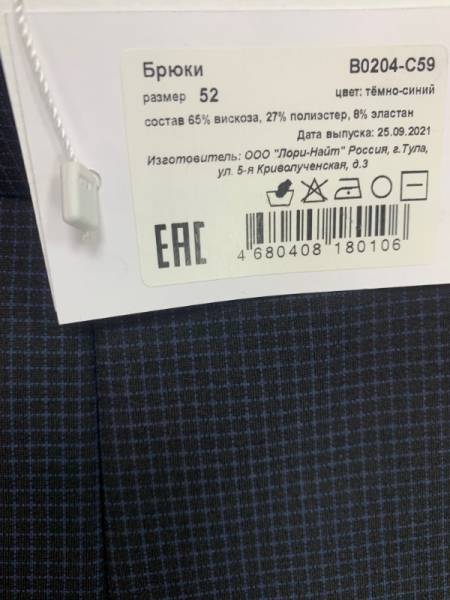 Брюки B0204-C59
размер 52 цвет: тёмно-синий
состав 65% вискоза, 27% полиэстер, 8% эластан
Дата выпуска: 25.09.2021
Изготовитель: ООО "Лори-Найт" Россия, г.Тула,
ул. 5-я Криволученская, д.3
EAC
4 680408 180106